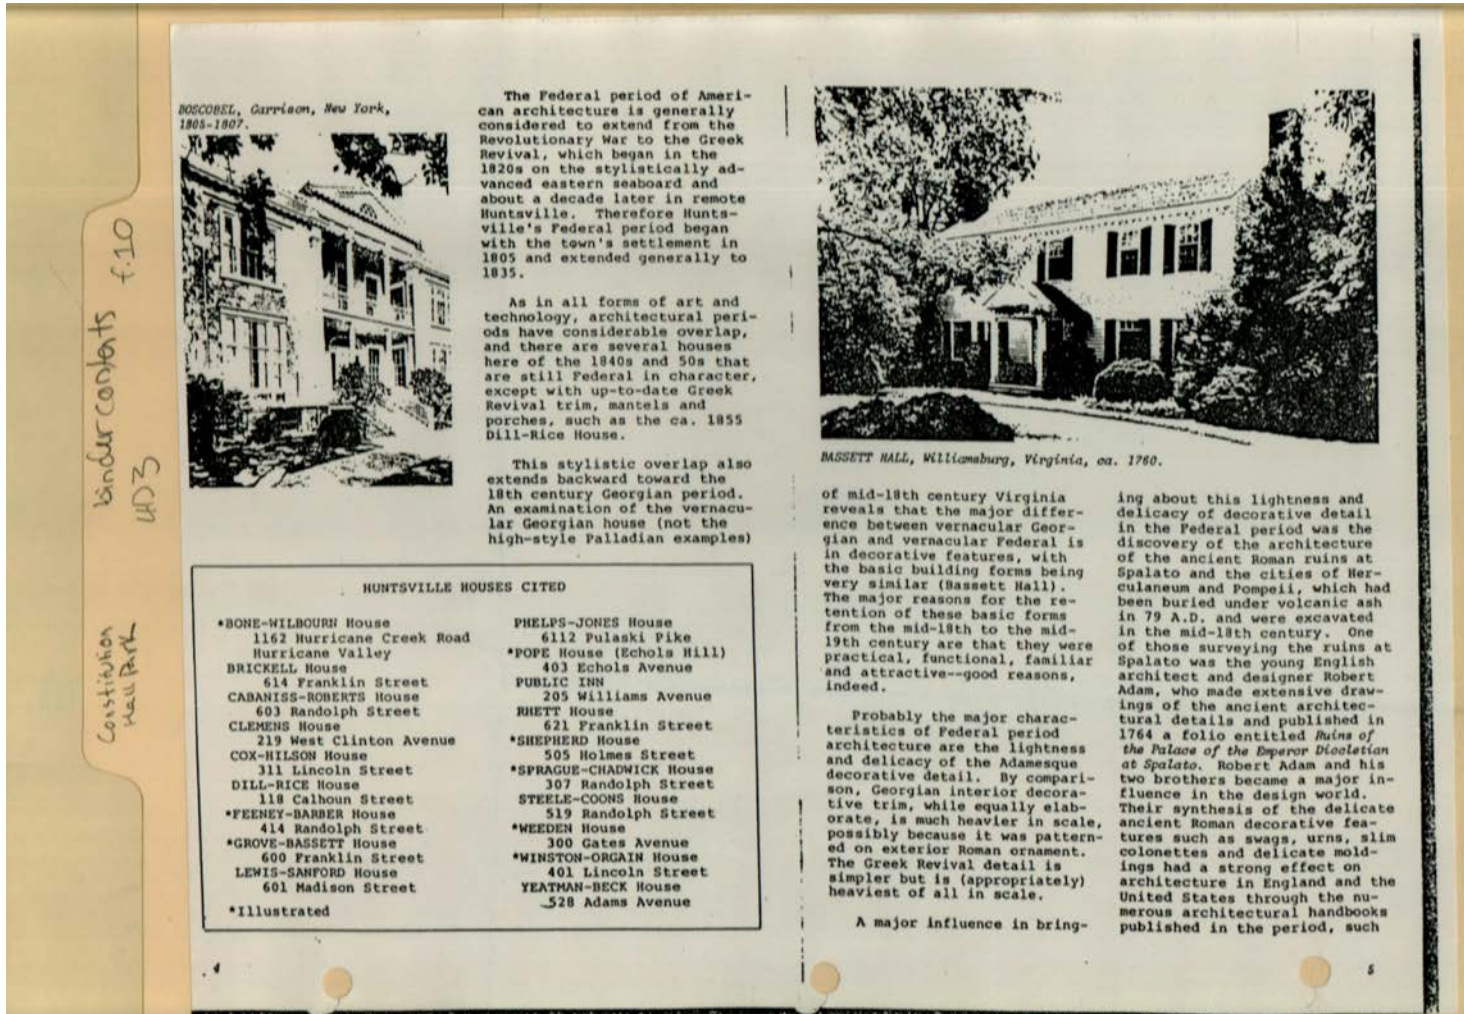 Constitution
Hall Park
binder contents f.10
4D3
BOSCOBEL, Garrison, New York,
1805-1807.
The Federal period of Ameri-
can architecture is generally
considered to extend from the
Revolutionary War to the Greek
Revival, which began in the
1820s on the stylistically ad-
vanced eastern seaboard and
about a decade later in remote
Huntsville. Therefore Hunts-
ville's Federal period began
with the town's settlement in
1805 and extended generally to
1835.
As in all forms of art and
technology, architectural peri-
ods have considerable overlap,
and there are several houses
here of the 1840s and 50s that
are still Federal in character,
except with up-to-date Greek
Revival trim, mantels and
porches, such as the ca. 1855
Dill-Rice House.
This stylistic overlap also
extends backward toward the
18th century Georgian period.
An examination of the vernacu-
lar Georgian house (not the
high-style Palladian examples)
HUNTSVILLE HOUSES CITED
*BONE-WILBOURN House
1162 Hurricane Creek Road
Hurricane Valley
BRICKELL House
614 Franklin Street
CABANISS-ROBERTS House
603 Randolph Street
CLEMENS House
219 West Clinton Avenue
COX-HILSON House
311 Lincoln Street
DILL-RICE House
118 Calhoun Street
*FEENEY-BARBER House
414 Randolph Street
*GROVE-BASSETT House
600 Franklin Street
LEWIS-SANFORD House
601 Madison Street
*Illustrated
PHELPS-JONES House
6112 Pulaski Pike
*POPE House (Echols Hill)
403 Echols Avenue
PUBLIC INN
205 Williams Avenue
RHETT House
621 Franklin Street
*SHEPHERD House
505 Holmes Street
*SPRAGUE-CHADWICK House
307 Randolph Street
STEELE-COONS House
519 Randolph Street
*WEEDEN House
300 Gates Avenue
*WINSTON-ORGAIN House
401 Lincoln Street
YEATMAN-BECK House
528 Adams Avenue
4
BASSETT HALL, Williamsburg, Virginia, ca. 1760.
of mid-18th century Virginia
reveals that the major differ-
ence between vernacular Geor-
gian and vernacular Federal is
in decorative features, with
the basic building forms being
very similar (Bassett Hall).
The major reasons for the re-
tention of these basic forms
from the mid-18th to the mid-
19th century are that they were
practical, functional, familiar
and attractive--good reasons,
indeed.
Probably the major charac-
teristics of Federal period
architecture are the lightness
and delicacy of the Adamesque
decorative detail. By compari-
son, Georgian interior decora-
tive trim, while equally elab-
orate, is much heavier in scale,
possibly because it was pattern-
ed on exterior Roman ornament.
The Greek Revival detail is
simpler but is (appropriately)
heaviest of all in scale.
A major influence in bring-
ing about this lightness and
delicacy of decorative detail
in the Federal period was the
discovery of the architecture
of the ancient Roman ruins at
Spalato and the cities of Her-
culaneum and Pompeii, which had
been buried under volcanic ash
in 79 A.D. and were excavated
in the mid-18th century. One
of those surveying the ruins at
Spalato was the young English
architect and designer Robert
Adam, who made extensive draw-
ings of the ancient architec-
tural details and published in
1764 a folio entitled Ruins of
the Palace of the Emperor Diocletian
at Spalato. Robert Adam and his
two brothers became a major in-
fluence in the design world.
Their synthesis of the delicate
ancient Roman decorative fea-
tures such as swags, urns, slim
colonettes and delicate mold-
ings had a strong effect on
architecture in England and the
United States through the nu-
merous architectural handbooks
published in the period, such
5